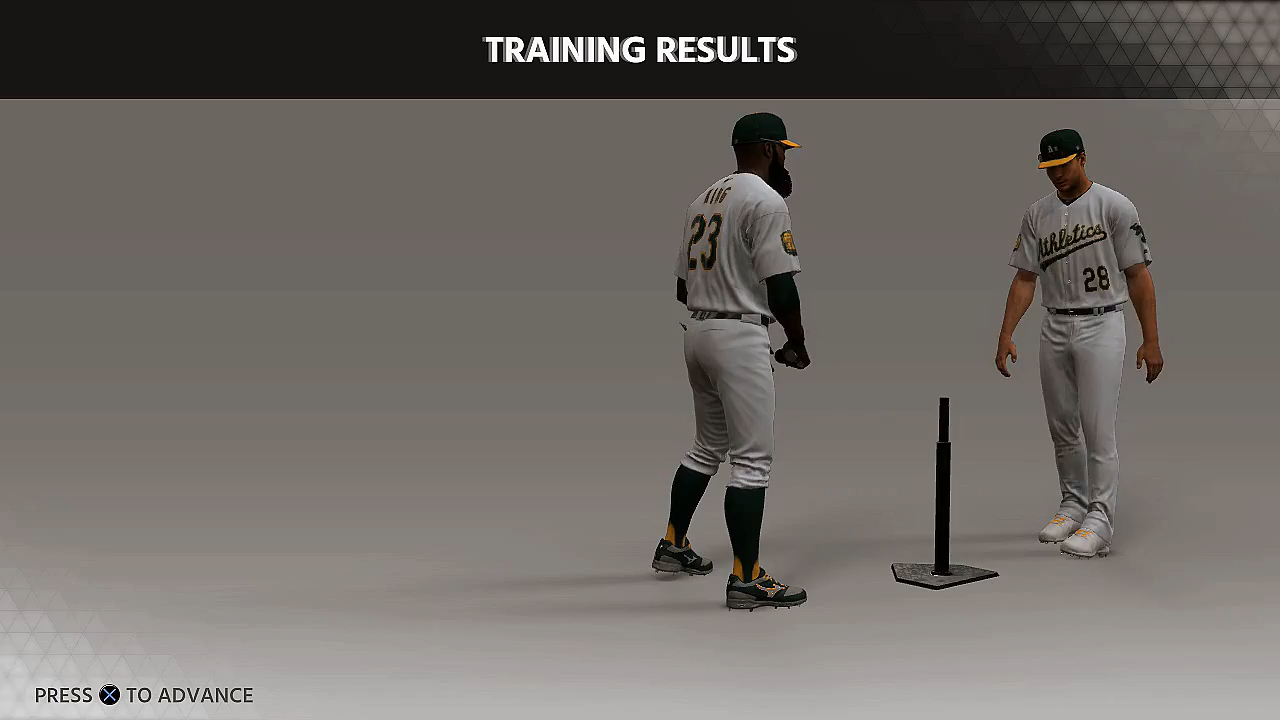 TRAINING RESULTS
KING
23
A's
Athletics
28
PRESS X TO ADVANCE